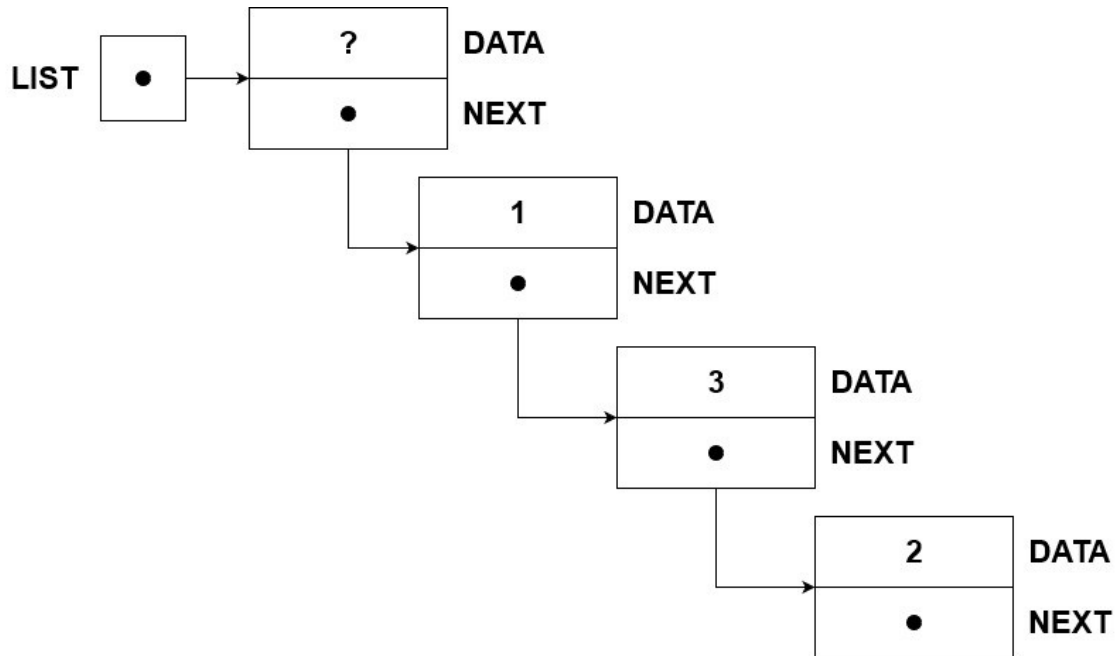 ? DATA
LIST
NEXT
1 DATA
NEXT
3 DATA
NEXT
2 DATA
NEXT